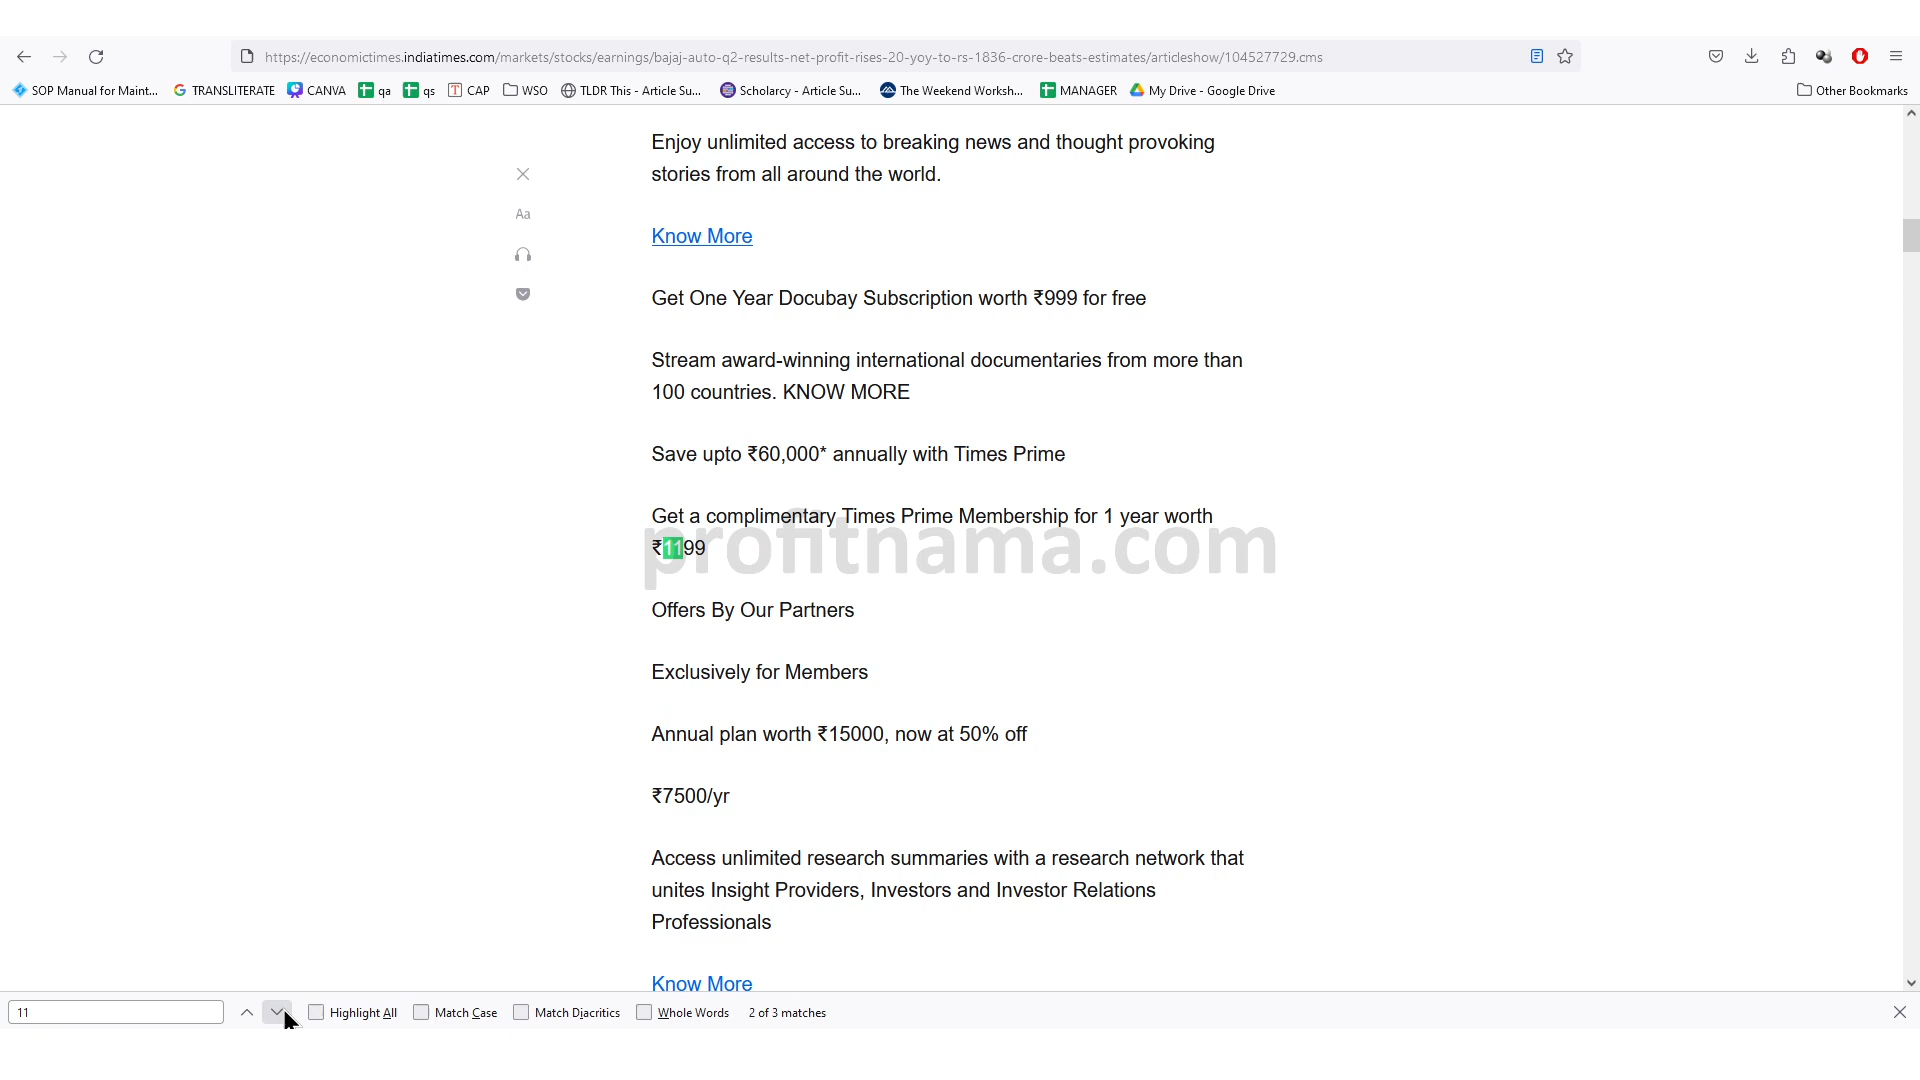 https://economictimes.indiatimes.com/markets/stocks/earnings/bajaj-auto-q2-results-net-profit-rises-20-yoy-to-rs-1836-crore-beats-estimates/articleshow/104527729.cms
SOP Manual for Maint... TRANSLITERATE CANVA qa qs CAP WSO TLDR This - Article Su... Scholarcy - Article Su... The Weekend Worksh... MANAGER My Drive - Google Drive Other Bookmarks
Enjoy unlimited access to breaking news and thought provoking
stories from all around the world.
Aa
Know More
Get One Year Docubay Subscription worth ₹999 for free
Stream award-winning international documentaries from more than
100 countries. KNOW MORE
Save upto ₹60,000* annually with Times Prime
Get a complimentary Times Prime Membership for 1 year worth
₹1199
profitnama.com
Offers By Our Partners
Exclusively for Members
Annual plan worth ₹15000, now at 50% off
₹7500/yr
Access unlimited research summaries with a research network that
unites Insight Providers, Investors and Investor Relations
Professionals
Know More
11 Highlight All Match Case Match Diacritics Whole Words 2 of 3 matches